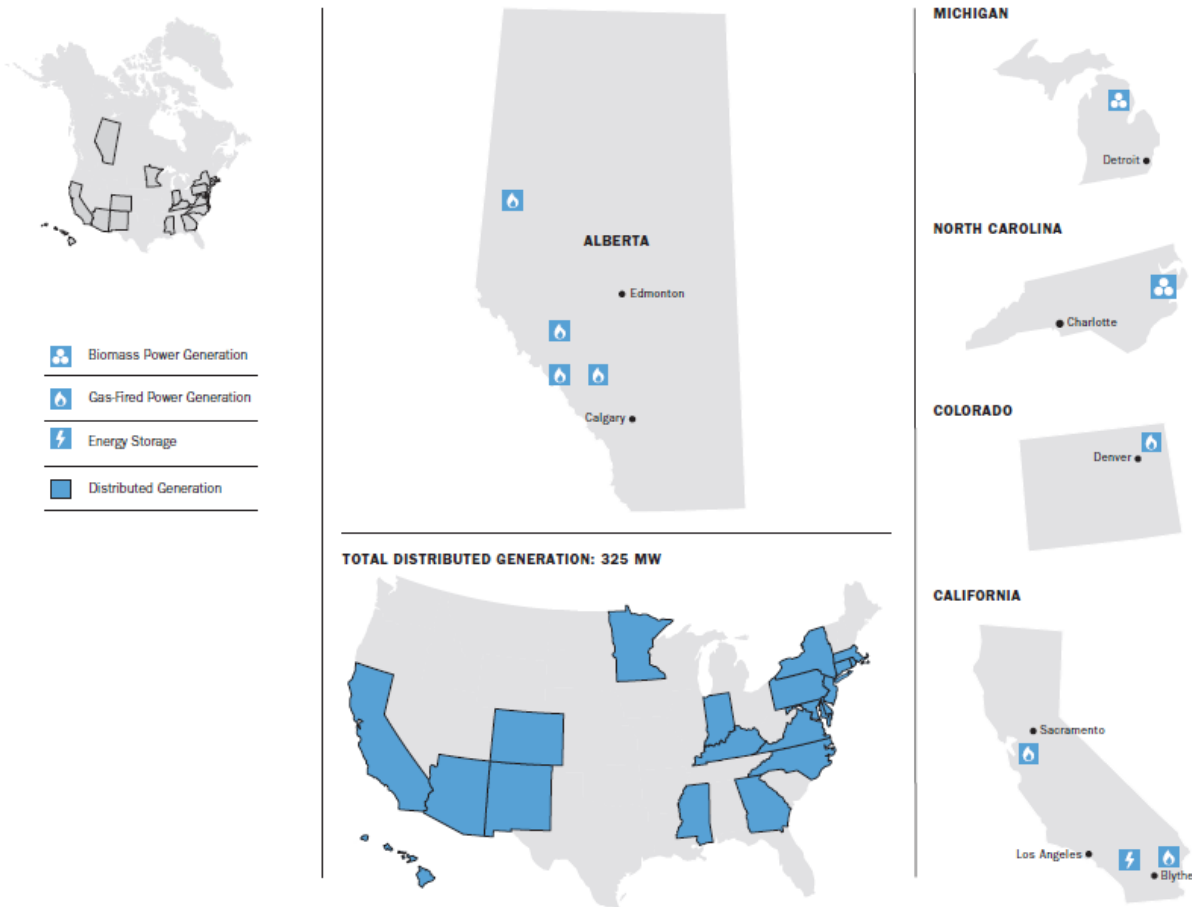 Biomass Power Generation
Gas-Fired Power Generation
Energy Storage
Distributed Generation
ALBERTA
Edmonton
Calgary
TOTAL DISTRIBUTED GENERATION: 325 MW
MICHIGAN
Detroit
NORTH CAROLINA
Charlotte
COLORADO
Denver
CALIFORNIA
Sacramento
Los Angeles
Blythe